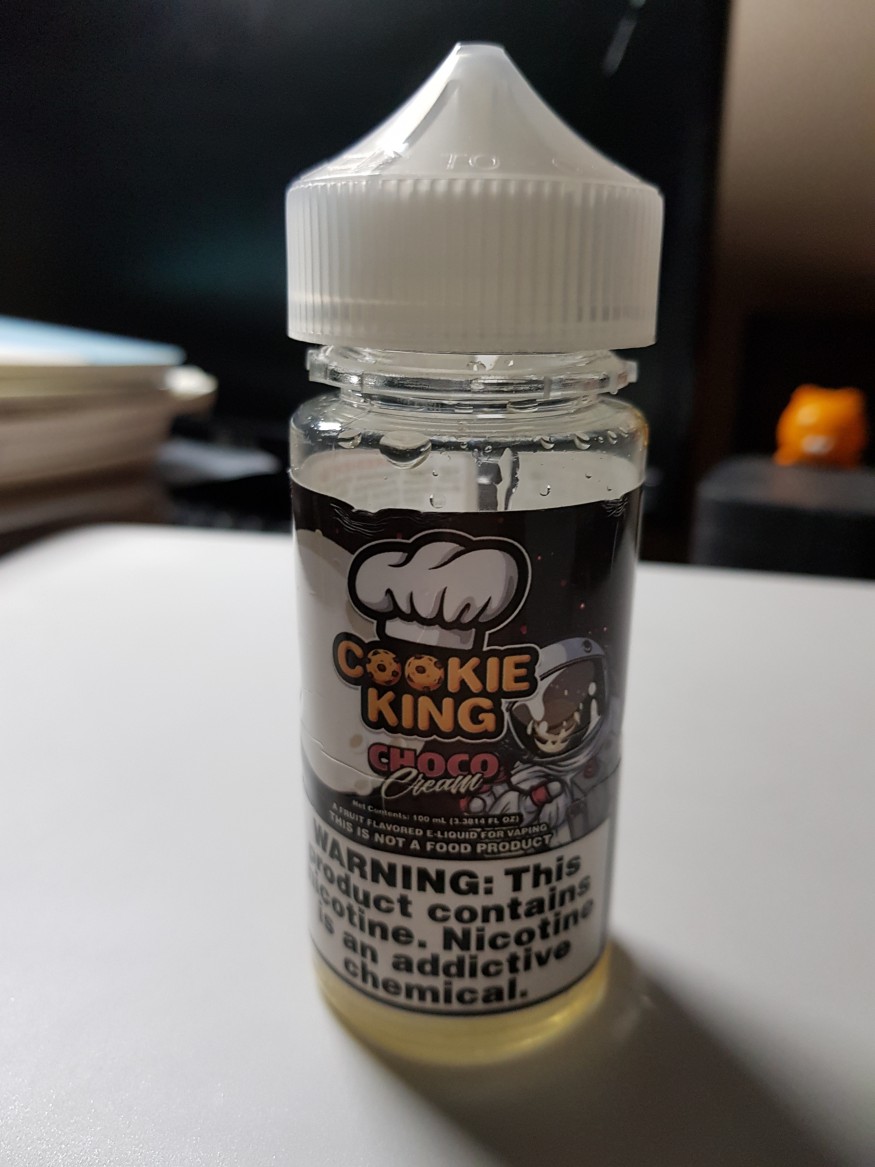 TO
COOKIE
KING
CHOCO
Cream
Net Contents: 100 mL (3.3814 FL OZ)
A FRUIT FLAVORED E-LIQUID FOR VAPING
THIS IS NOT A FOOD PRODUCT
WARNING: This
product contains
nicotine. Nicotine
is an addictive
chemical.